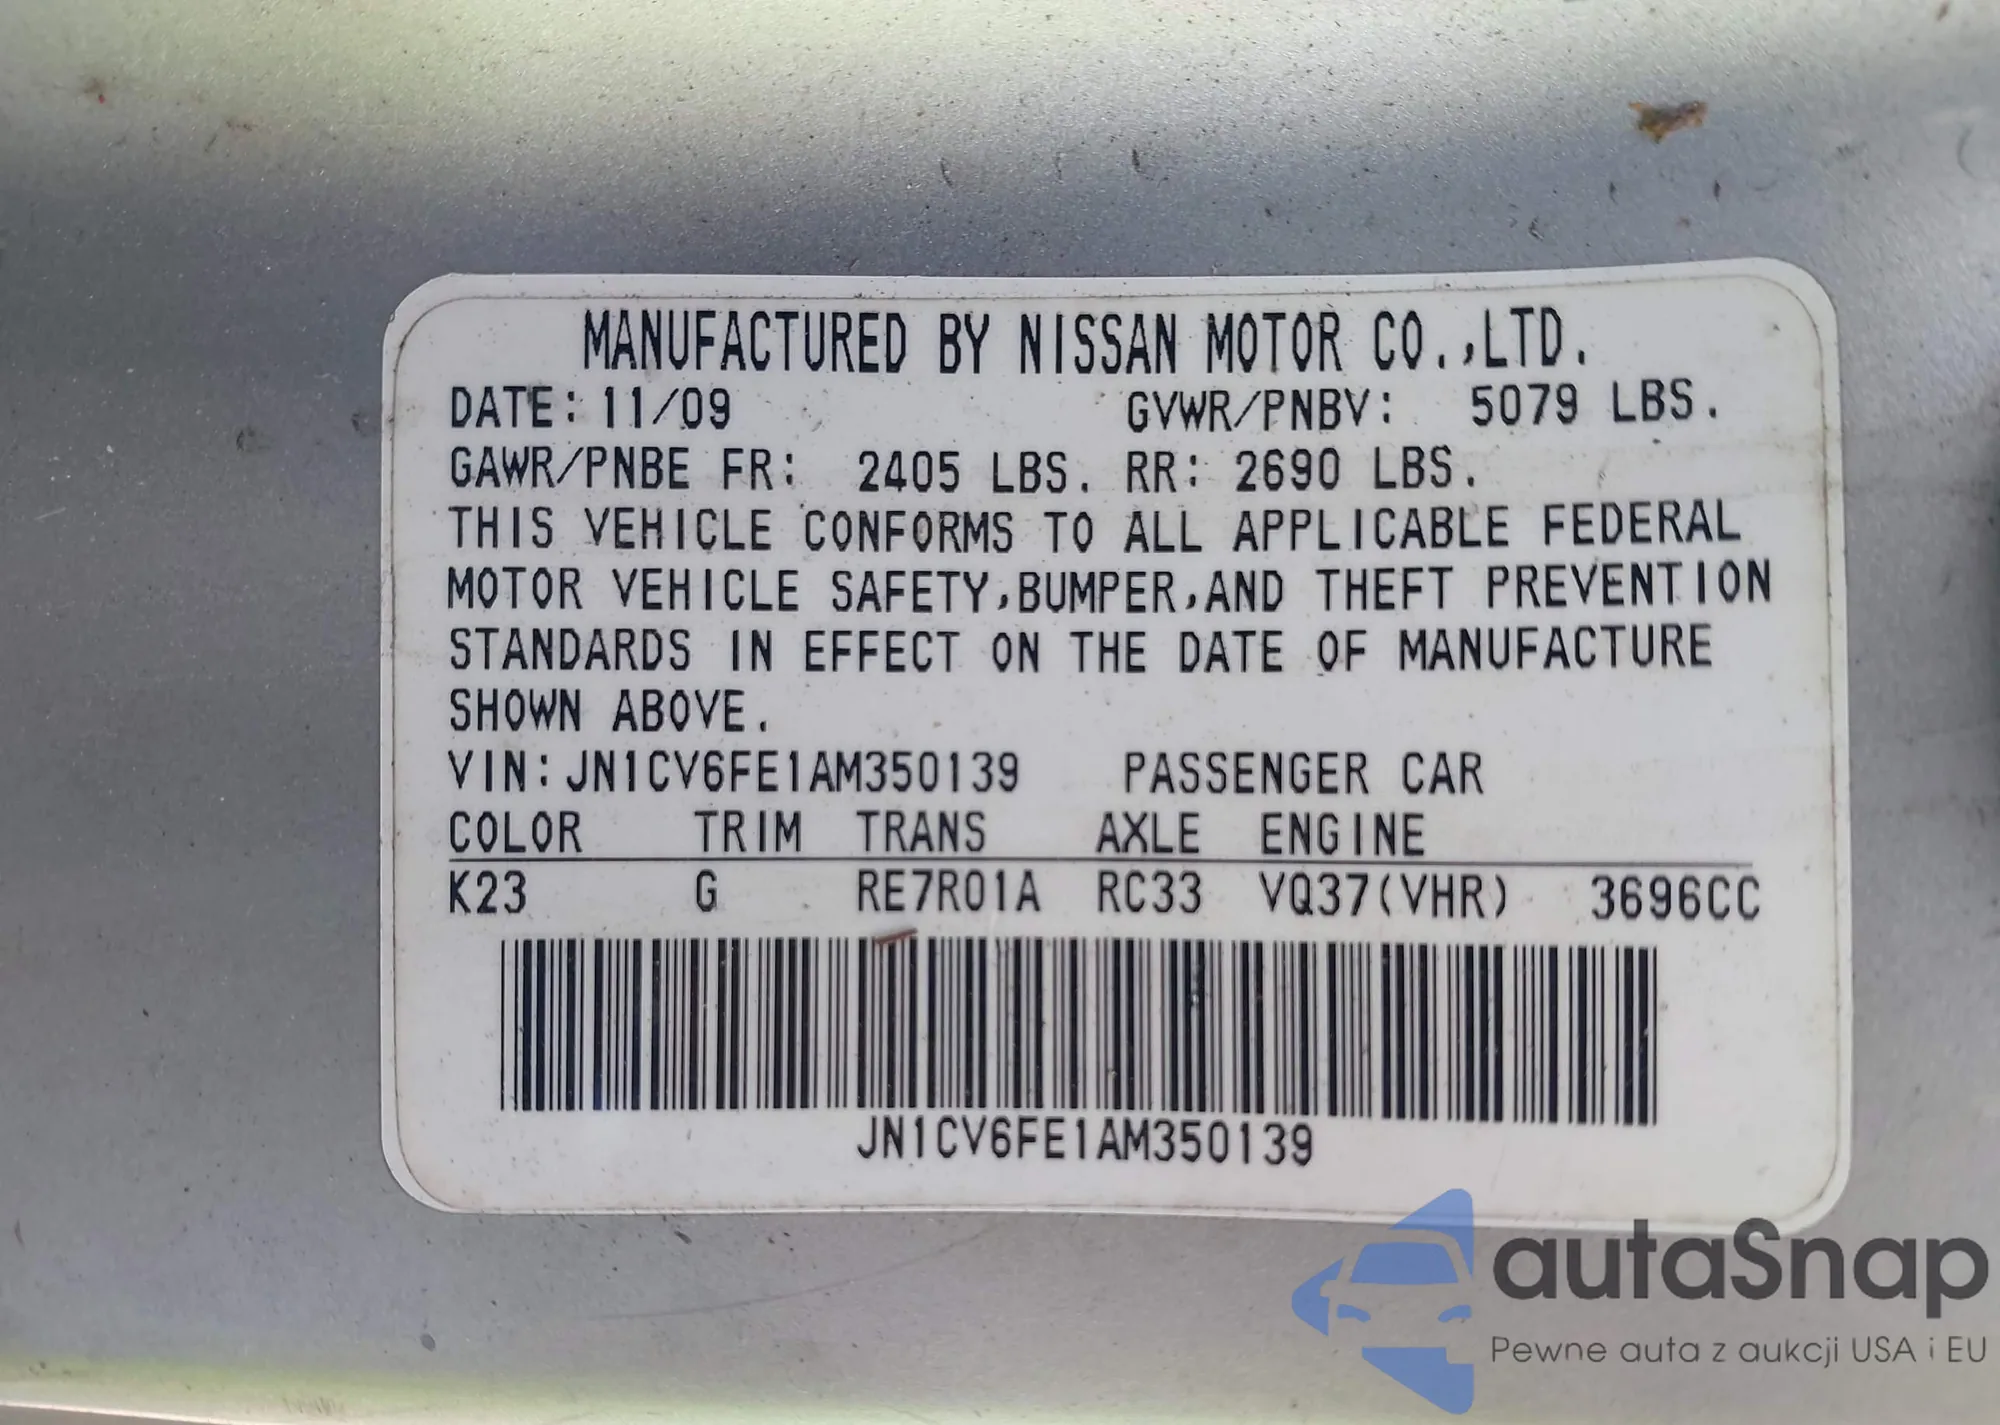 MANUFACTURED BY NISSAN MOTOR CO.,LTD.
DATE: 11/09 GVWR/PNBV: 5079 LBS.
GAWR/PNBE FR: 2405 LBS. RR: 2690 LBS.
THIS VEHICLE CONFORMS TO ALL APPLICABLE FEDERAL
MOTOR VEHICLE SAFETY,BUMPER,AND THEFT PREVENTION
STANDARDS IN EFFECT ON THE DATE OF MANUFACTURE
SHOWN ABOVE.
VIN:JN1CV6FE1AM350139 PASSENGER CAR
COLOR TRIM TRANS AXLE ENGINE
K23 G RE7R01A RC33 VQ37(VHR) 3696CC
JN1CV6FE1AM350139
autaSnap
Pewne auta z aukcji USA i EU